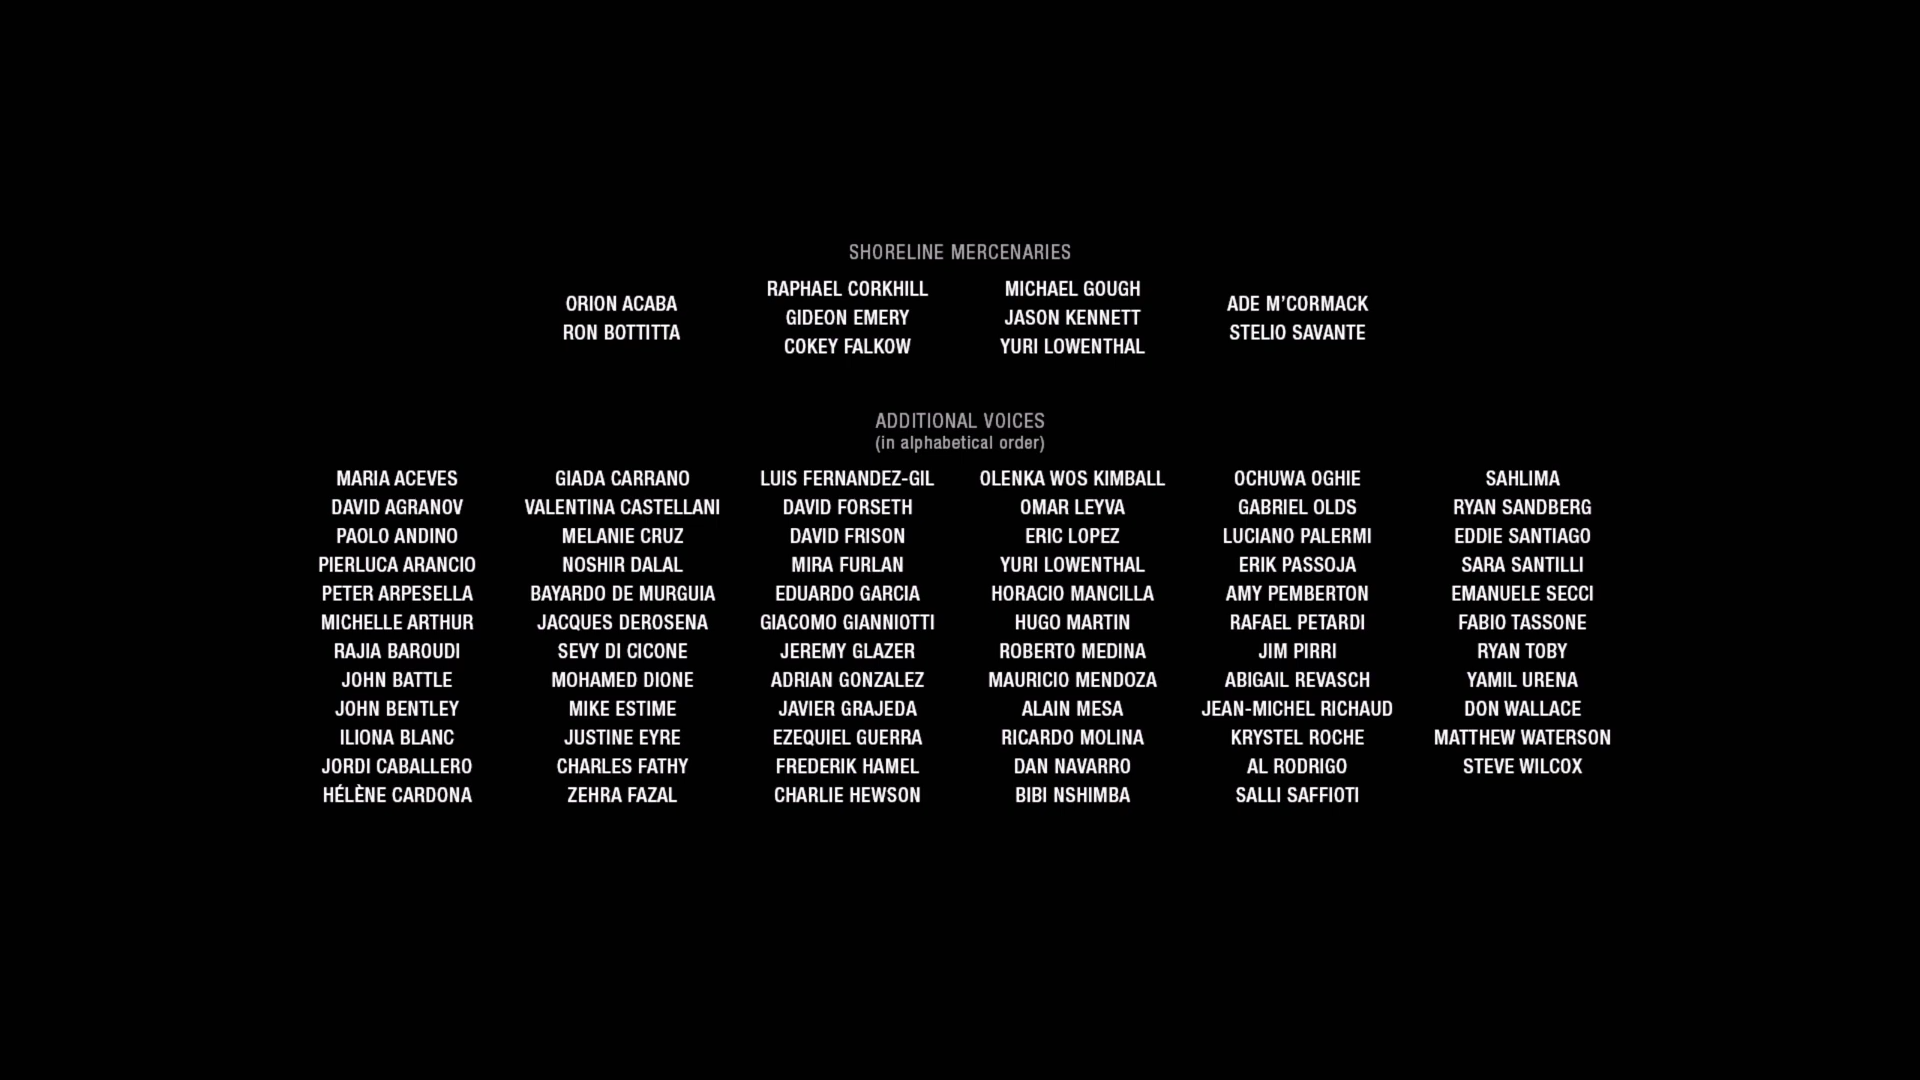 SHORELINE MERCENARIES
ORION ACABA
RON BOTTITTA
RAPHAEL CORKHILL
GIDEON EMERY
COKEY FALKOW
MICHAEL GOUGH
JASON KENNETT
YURI LOWENTHAL
ADE M'CORMACK
STELIO SAVANTE
ADDITIONAL VOICES
(in alphabetical order)
MARIA ACEVES
DAVID AGRANOV
PAOLO ANDINO
PIERLUCA ARANCIO
PETER ARPESELLA
MICHELLE ARTHUR
RAJIA BAROUDI
JOHN BATTLE
JOHN BENTLEY
ILIONA BLANC
JORDI CABALLERO
HÉLÈNE CARDONA
GIADA CARRANO
VALENTINA CASTELLANI
MELANIE CRUZ
NOSHIR DALAL
BAYARDO DE MURGUIA
JACQUES DEROSENA
SEVY DI CICONE
MOHAMED DIONE
MIKE ESTIME
JUSTINE EYRE
CHARLES FATHY
ZEHRA FAZAL
LUIS FERNANDEZ-GIL
DAVID FORSETH
DAVID FRISON
MIRA FURLAN
EDUARDO GARCIA
GIACOMO GIANNIOTTI
JEREMY GLAZER
ADRIAN GONZALEZ
JAVIER GRAJEDA
EZEQUIEL GUERRA
FREDERIK HAMEL
CHARLIE HEWSON
OLENKA WOS KIMBALL
OMAR LEYVA
ERIC LOPEZ
YURI LOWENTHAL
HORACIO MANCILLA
HUGO MARTIN
ROBERTO MEDINA
MAURICIO MENDOZA
ALAIN MESA
RICARDO MOLINA
DAN NAVARRO
BIBI NSHIMBA
OCHUWA OGHIE
GABRIEL OLDS
LUCIANO PALERMI
ERIK PASSOJA
AMY PEMBERTON
RAFAEL PETARDI
JIM PIRRI
ABIGAIL REVASCH
JEAN-MICHEL RICHAUD
KRYSTEL ROCHE
AL RODRIGO
SALLI SAFFIOTI
SAHLIMA
RYAN SANDBERG
EDDIE SANTIAGO
SARA SANTILLI
EMANUELE SECCI
FABIO TASSONE
RYAN TOBY
YAMIL URENA
DON WALLACE
MATTHEW WATERSON
STEVE WILCOX